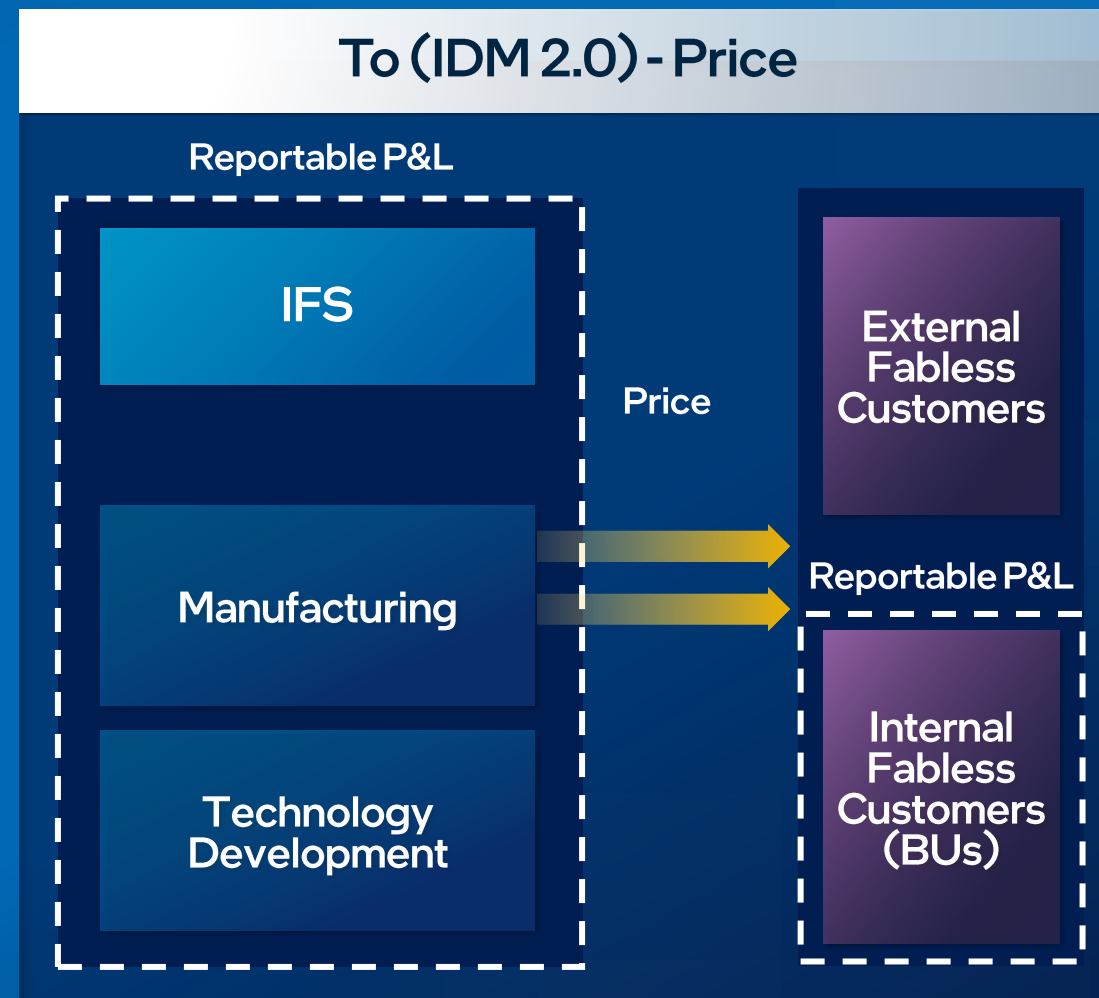 To (IDM 2.0) - Price
Reportable P&L
IFS
Manufacturing
Technology
Development
Price
External
Fabless
Customers
Reportable P&L
Internal
Fabless
Customers
(BUs)